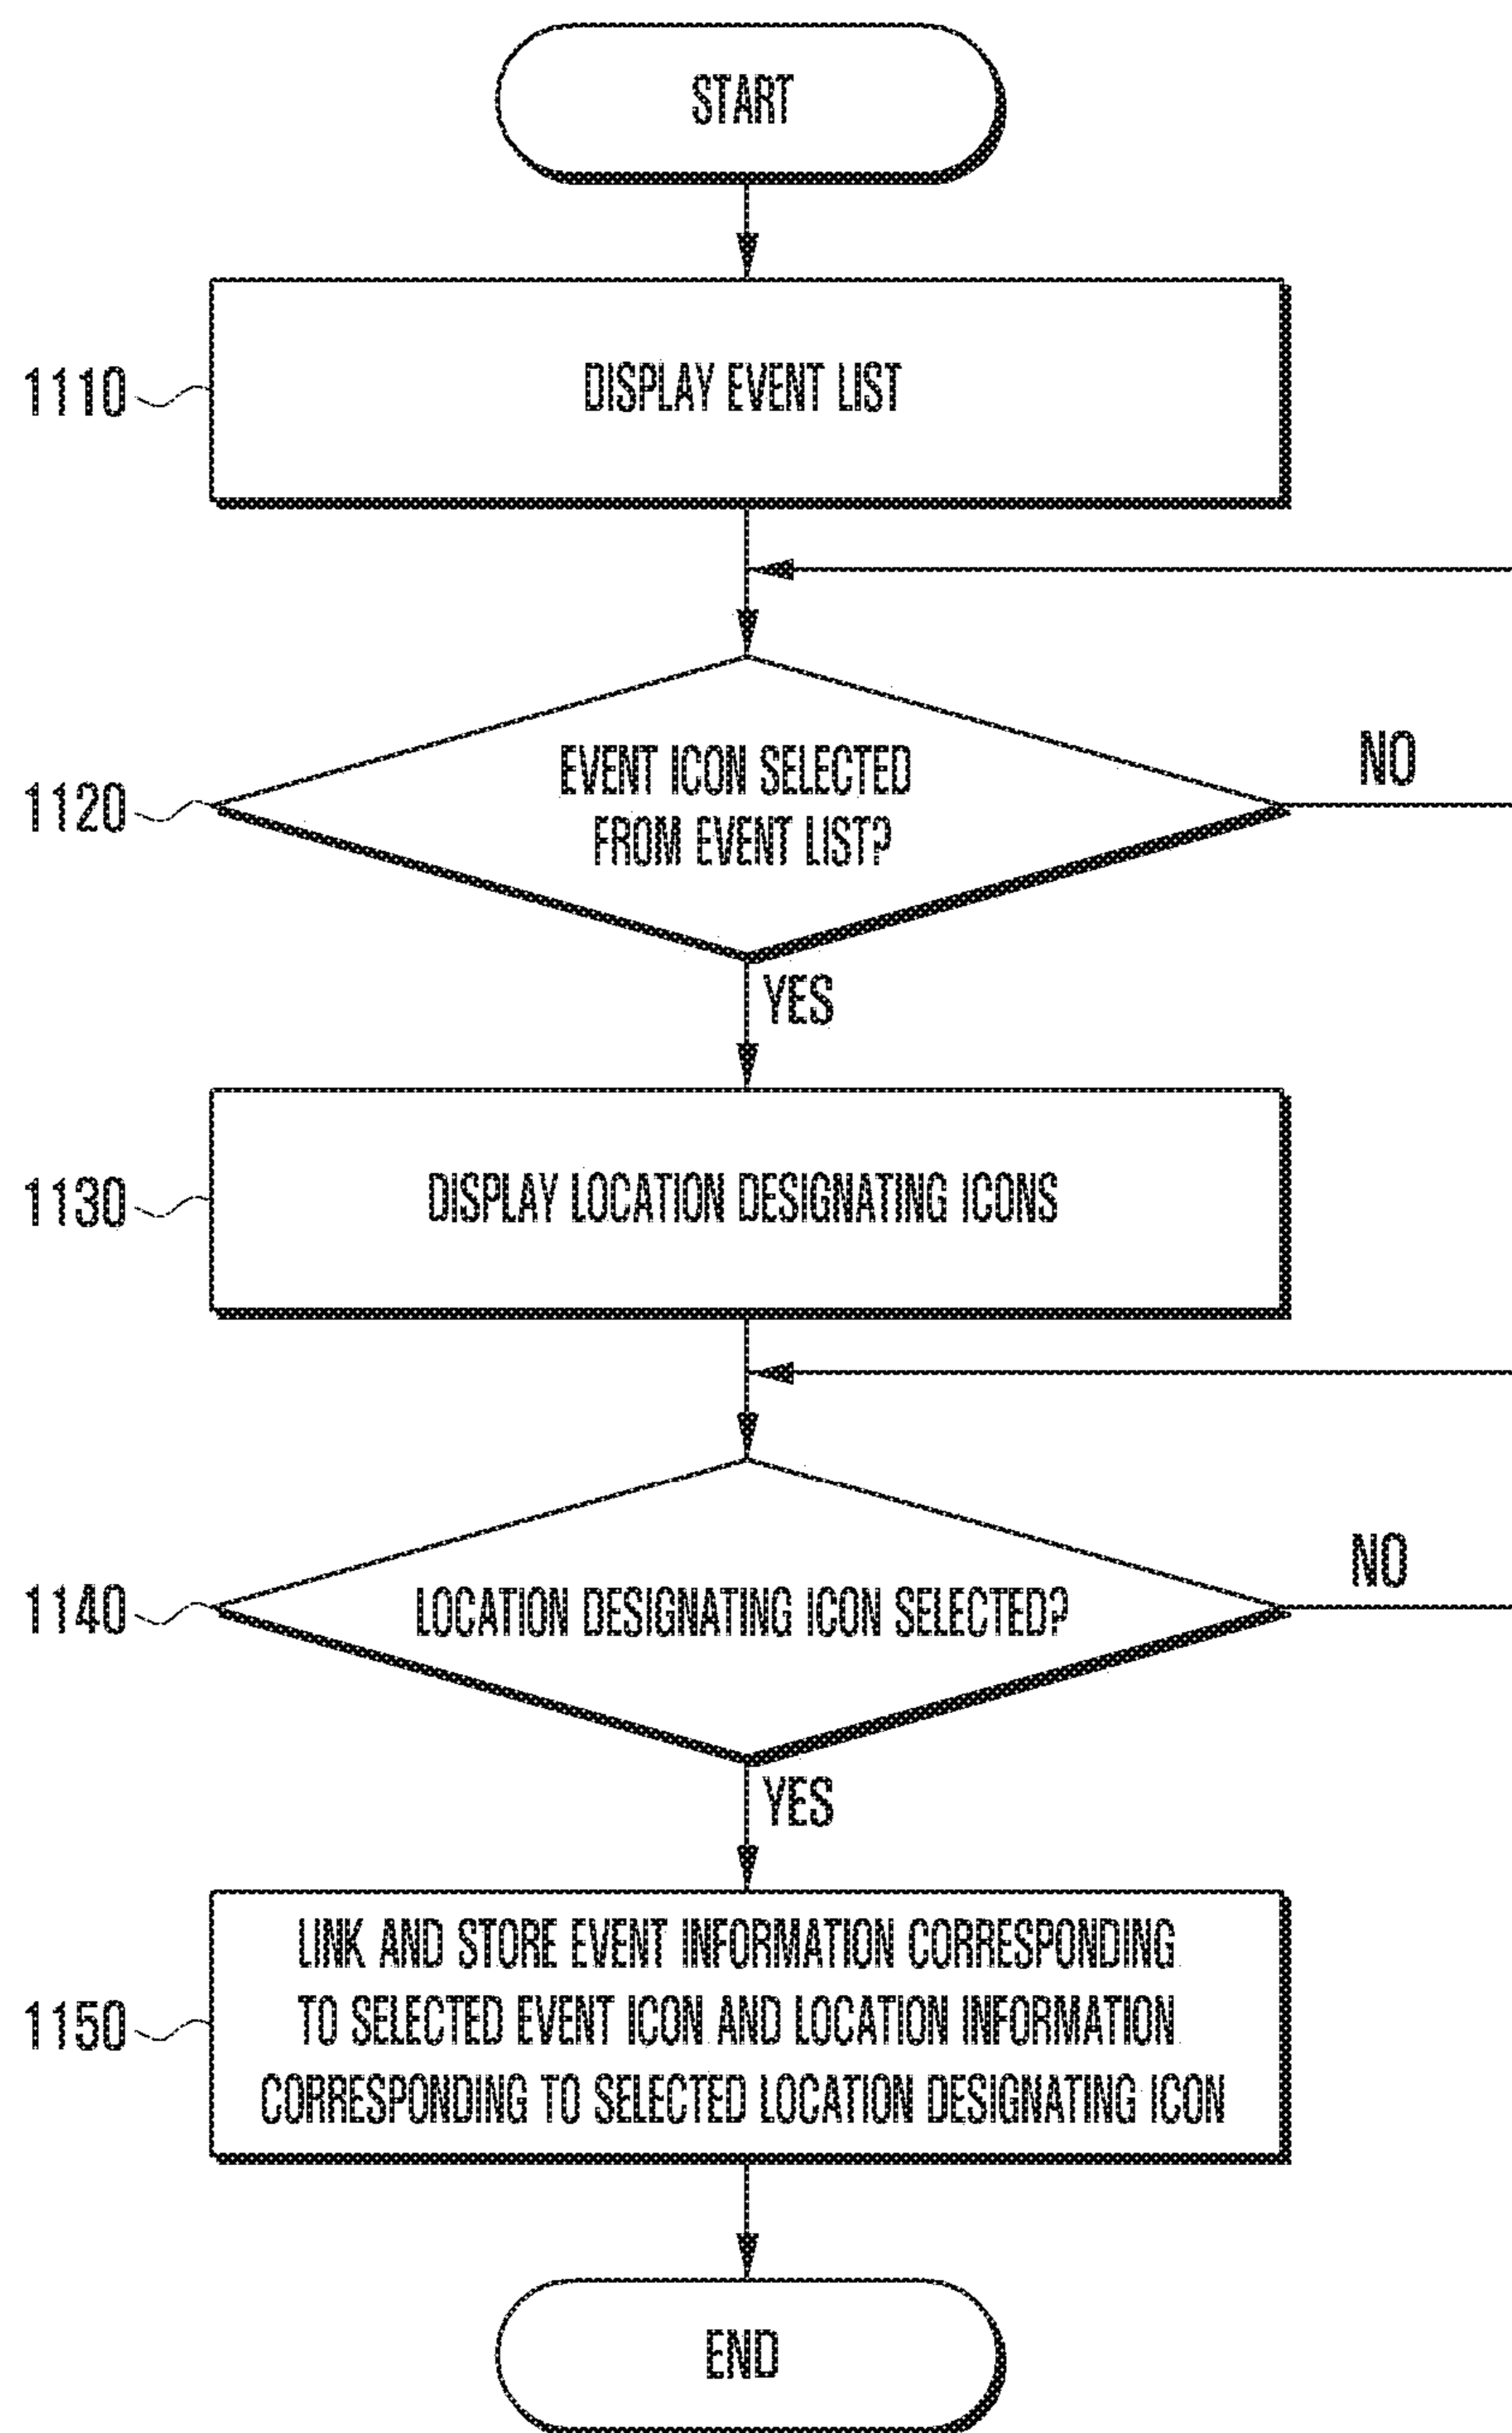 START
1110
DISPLAY EVENT LIST
1120
EVENT ICON SELECTED
FROM EVENT LIST?
NO
YES
1130
DISPLAY LOCATION DESIGNATING ICONS
1140
LOCATION DESIGNATING ICON SELECTED?
NO
YES
1150
LINK AND STORE EVENT INFORMATION CORRESPONDING
TO SELECTED EVENT ICON AND LOCATION INFORMATION
CORRESPONDING TO SELECTED LOCATION DESIGNATING ICON
END